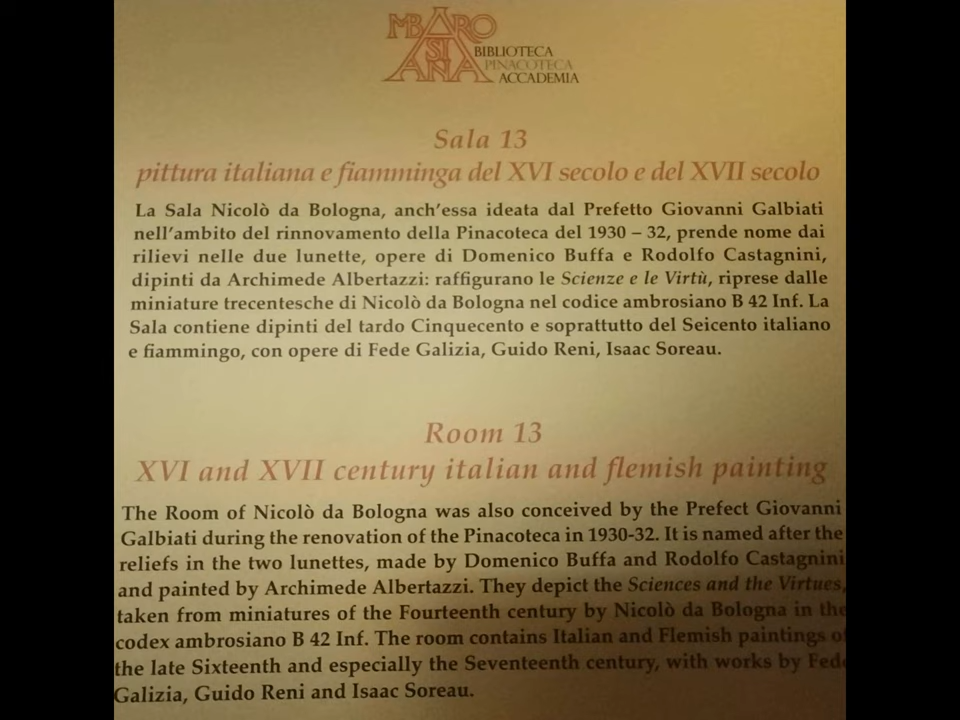 MBARO
SI
ANA
BIBLIOTECA
PINACOTECA
ACCADEMIA
Sala 13
pittura italiana e fiamminga del XVI secolo e del XVII secolo
La Sala Nicolò da Bologna, anch'essa ideata dal Prefetto Giovanni Galbiati
nell'ambito del rinnovamento della Pinacoteca del 1930 – 32, prende nome dai
rilievi nelle due lunette, opere di Domenico Buffa e Rodolfo Castagnini,
dipinti da Archimede Albertazzi: raffigurano le Scienze e le Virtù, riprese dalle
miniature trecentesche di Nicolò da Bologna nel codice ambrosiano B 42 Inf. La
Sala contiene dipinti del tardo Cinquecento e soprattutto del Seicento italiano
e fiammingo, con opere di Fede Galizia, Guido Reni, Isaac Soreau.
Room 13
XVI and XVII century italian and flemish painting
The Room of Nicolò da Bologna was also conceived by the Prefect Giovanni
Galbiati during the renovation of the Pinacoteca in 1930-32. It is named after the
reliefs in the two lunettes, made by Domenico Buffa and Rodolfo Castagnini
and painted by Archimede Albertazzi. They depict the Sciences and the Virtues,
taken from miniatures of the Fourteenth century by Nicolò da Bologna in the
codex ambrosiano B 42 Inf. The room contains Italian and Flemish paintings of
the late Sixteenth and especially the Seventeenth century, with works by Fede
Galizia, Guido Reni and Isaac Soreau.